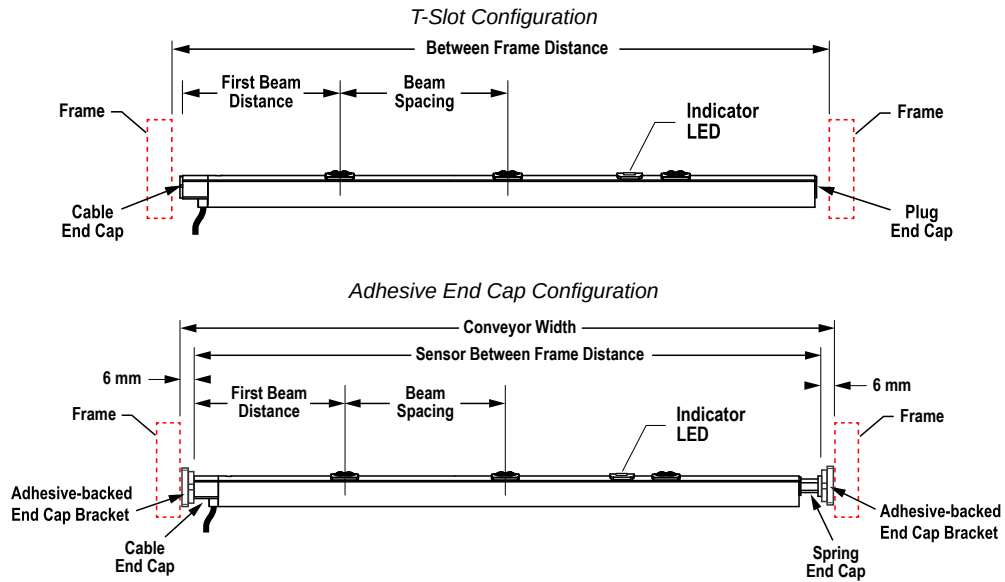 T-Slot Configuration
Between Frame Distance
First Beam
Distance
Beam
Spacing
Indicator
LED
Frame
Frame
Cable
End Cap
Plug
End Cap
Adhesive End Cap Configuration
Conveyor Width
Sensor Between Frame Distance
6 mm
6 mm
First Beam
Distance
Beam
Spacing
Indicator
LED
Frame
Frame
Adhesive-backed
End Cap Bracket
Cable
End Cap
Spring
End Cap
Adhesive-backed
End Cap Bracket